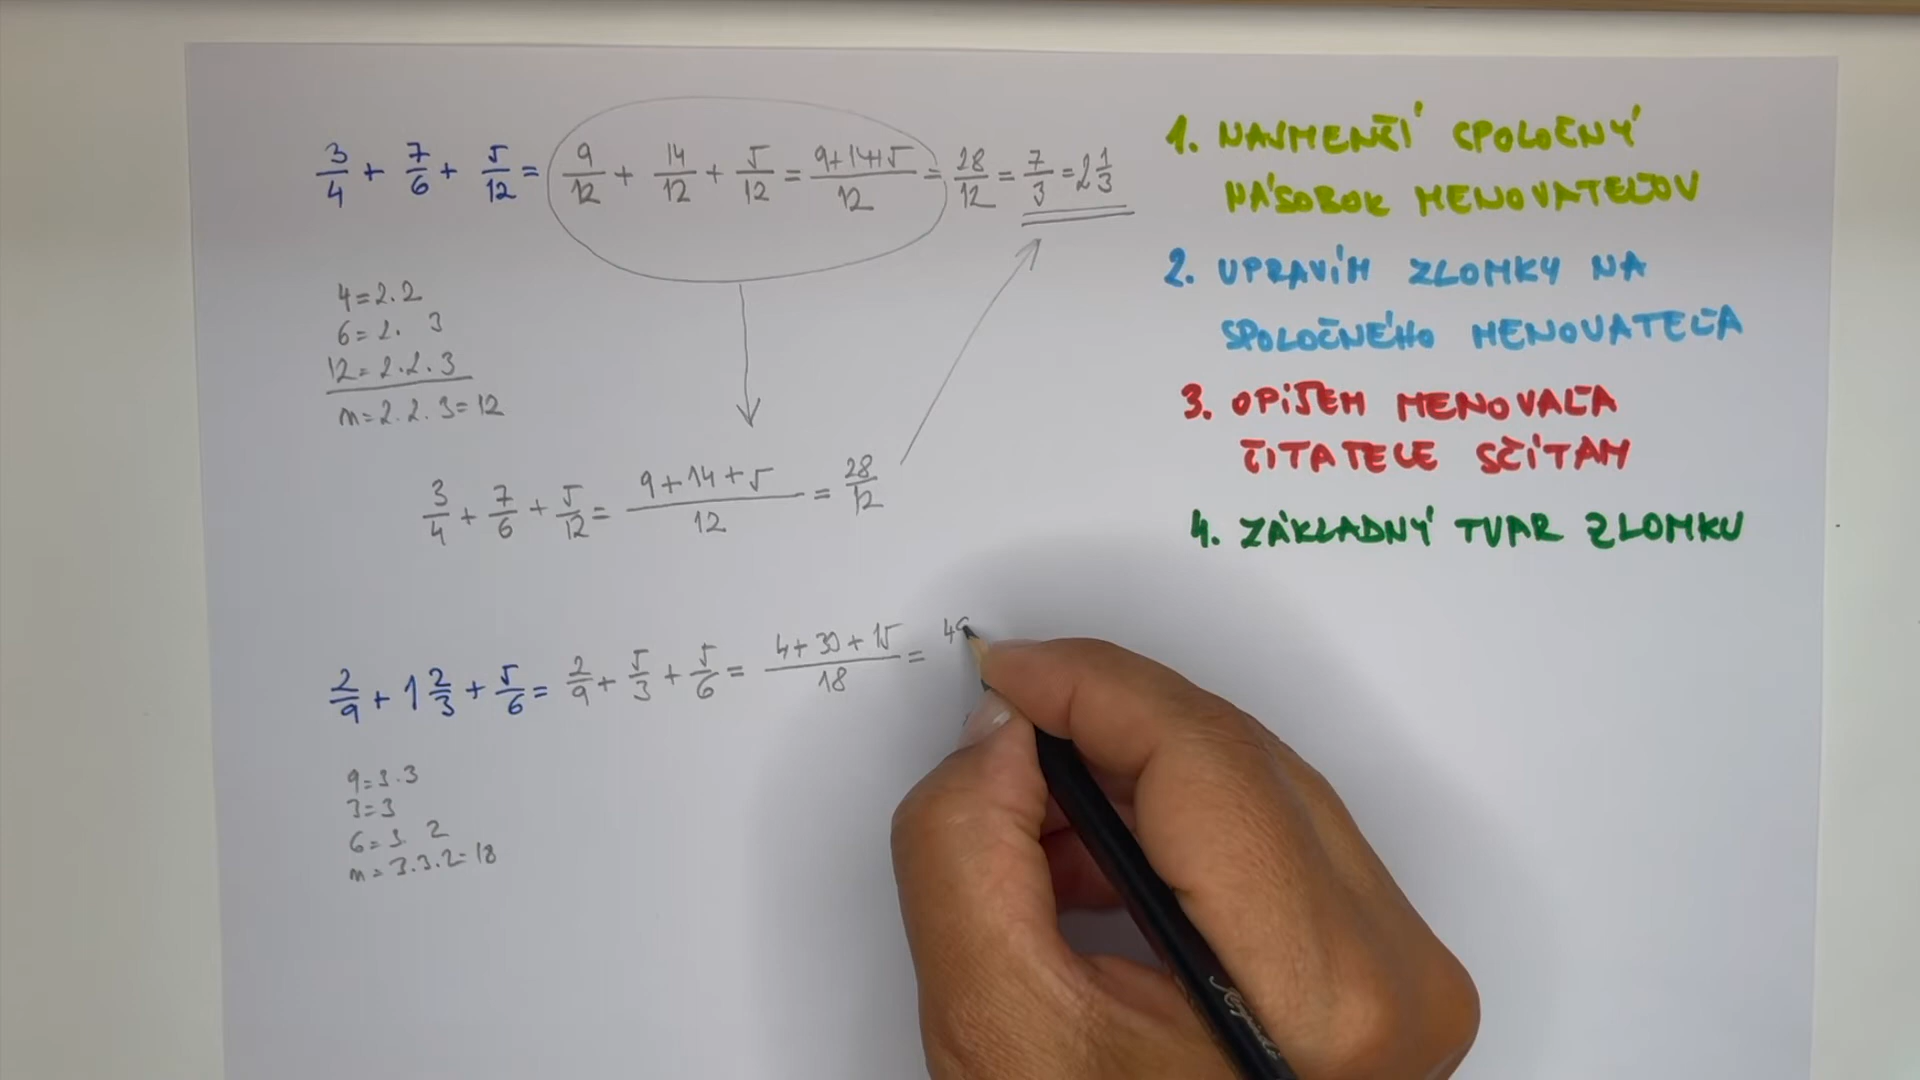 3/4 + 7/6 + 5/12 = 9/12 + 14/12 + 5/12 = (9+14+5)/12 = 28/12 = 7/3 = 2 1/3
4=2.2
6=2. 3
12=2.2.3
n=2.2.3=12
3/4 + 7/6 + 5/12 = (9+14+5)/12 = 28/12
2/9 + 1 2/3 + 5/6 = 2/9 + 5/3 + 5/6 = (4+30+15)/18 = 49
9=3.3
3=3
6=3 2
n=3.3.2=18
1. NAJMENŠÍ SPOLOČNÝ
NÁSOBOK MENOVATEĽOV
2. UPRAVÍM ZLOMKY NA
SPOLOČNÉHO MENOVATEĽA
3. OPÍŠEM MENOVAĽA
ČITATELE SČÍTAM
4. ZÁKLADNÝ TVAR ZLOMKU